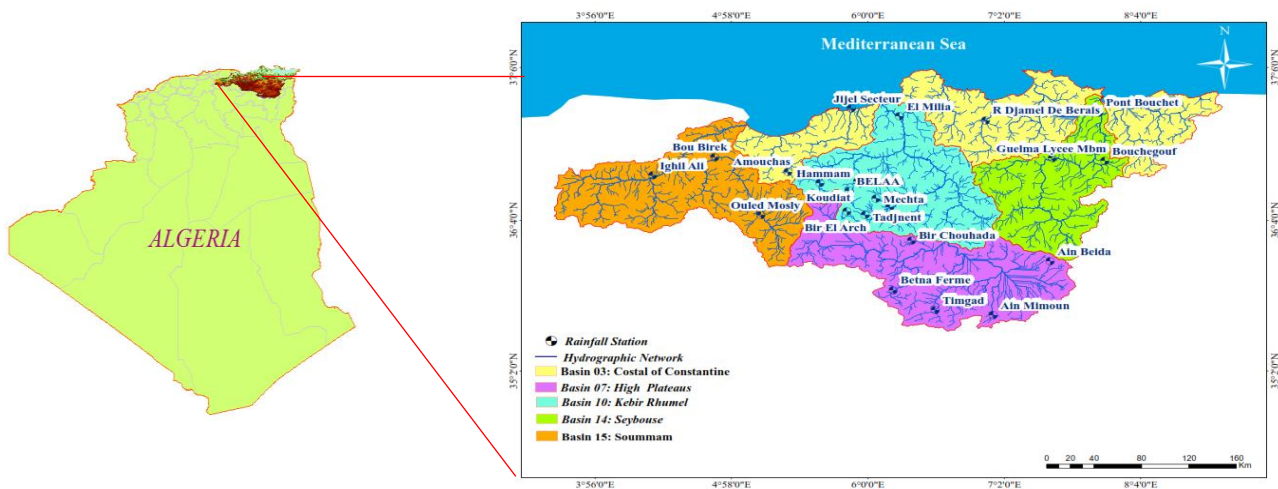 ALGERIA
3°56'0"E 4°58'0"E 6°0'0"E 7°2'0"E 8°4'0"E
37°6'0"N
36°4'0"N
35°2'0"N
37°6'0"N
36°4'0"N
35°2'0"N
Mediterranean Sea
N
Jijel Secteur
El Milia
R Djamel De Berais
Pont Bouchet
Bou Birek
Amouchas
Guelma Lycee Mbm
Bouchegouf
Ighil Ali
Hammam
BELAA
Koudiat
Mechta
Ouled Mosly
Tadjnent
Bir El Arch
Bir Chouhada
Ain Beida
Betna Ferme
Timgad
Ain Mimoun
Rainfall Station
Hydrographic Network
Basin 03: Costal of Constantine
Basin 07: High Plateaus
Basin 10: Kebir Rhumel
Basin 14: Seybouse
Basin 15: Soummam
0 20 40 80 120 160
Km
3°56'0"E 4°58'0"E 6°0'0"E 7°2'0"E 8°4'0"E